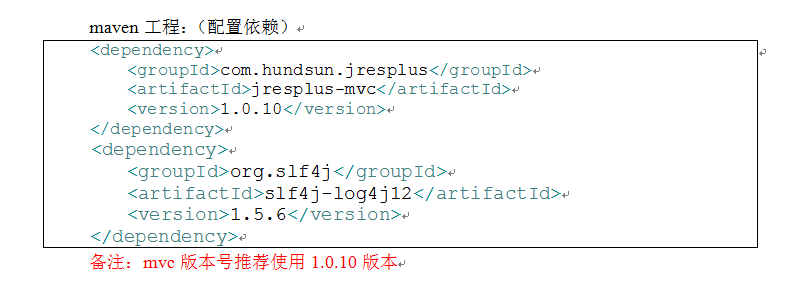 maven 工程：（配置依赖）
<dependency>
<groupId>com.hundsun.jresplus</groupId>
<artifactId>jresplus-mvc</artifactId>
<version>1.0.10</version>
</dependency>
<dependency>
<groupId>org.slf4j</groupId>
<artifactId>slf4j-log4j12</artifactId>
<version>1.5.6</version>
</dependency>
备注：mvc 版本号推荐使用 1.0.10 版本